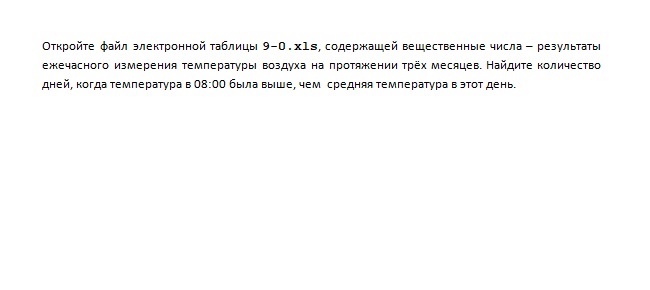 Откройте файл электронной таблицы 9-0.xls, содержащей вещественные числа – результаты
ежечасного измерения температуры воздуха на протяжении трёх месяцев. Найдите количество
дней, когда температура в 08:00 была выше, чем  средняя температура в этот день.